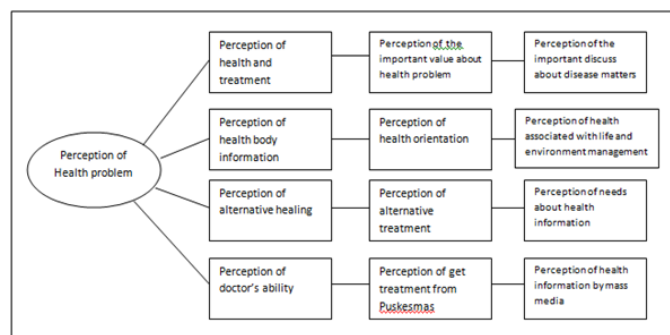 Perception of
Health problem
Perception of
health and
treatment
Perception of the
important value about
health problem
Perception of the
important discuss
about disease matters
Perception of
health body
information
Perception of
health orientation
Perception of health
associated with life and
environment management
Perception of
alternative healing
Perception of
alternative treatment
Perception of needs
about health
information
Perception of
doctor's ability
Perception of get
treatment from
Puskesmas
Perception of health
information by mass
media